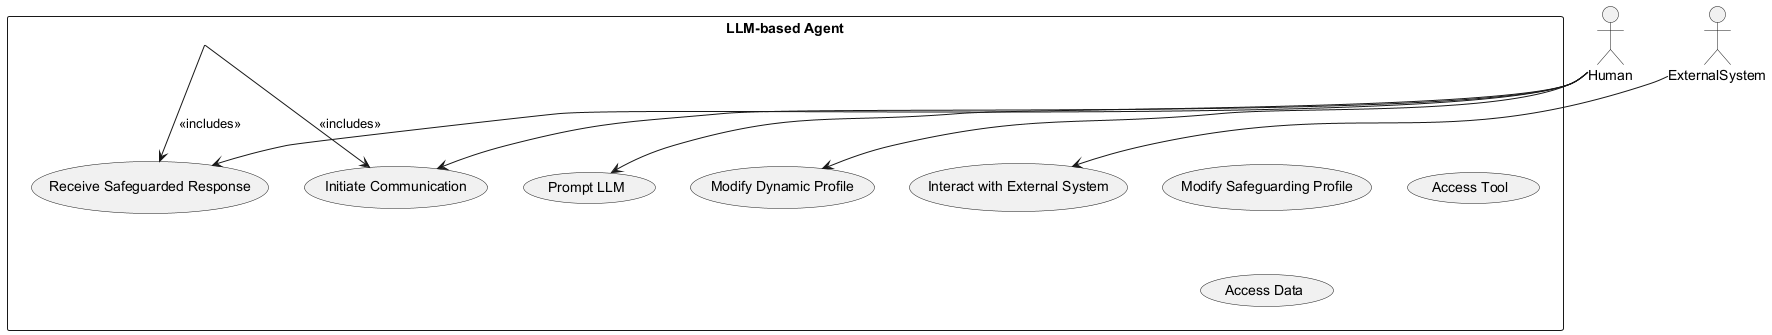 LLM-based Agent
Human
ExternalSystem
«includes»
«includes»
Receive Safeguarded Response
Initiate Communication
Prompt LLM
Modify Dynamic Profile
Interact with External System
Modify Safeguarding Profile
Access Tool
Access Data